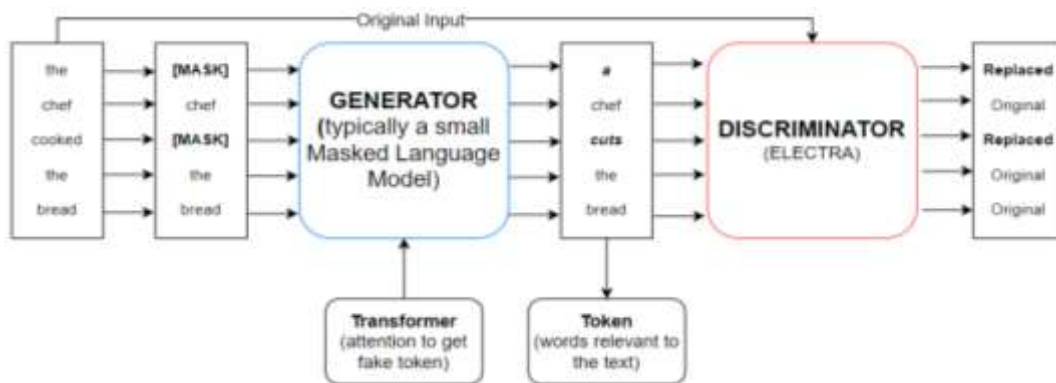 Original Input
the
chef
cooked
the
bread
[MASK]
chef
[MASK]
the
bread
GENERATOR
(typically a small
Masked Language
Model)
a
chef
cuts
the
bread
DISCRIMINATOR
(ELECTRA)
Replaced
Original
Replaced
Original
Original
Transformer
(attention to get
fake token)
Token
(words relevant to
the text)